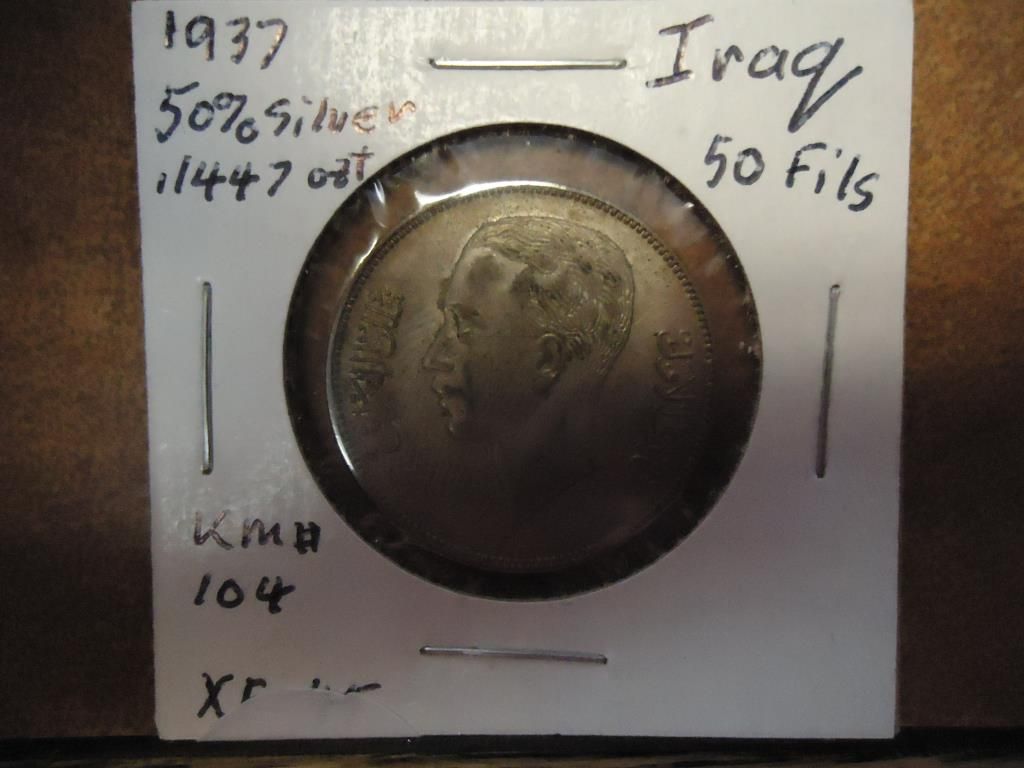 1937
50% Silver
.1447 ozt
Iraq
50 Fils
KM#
104